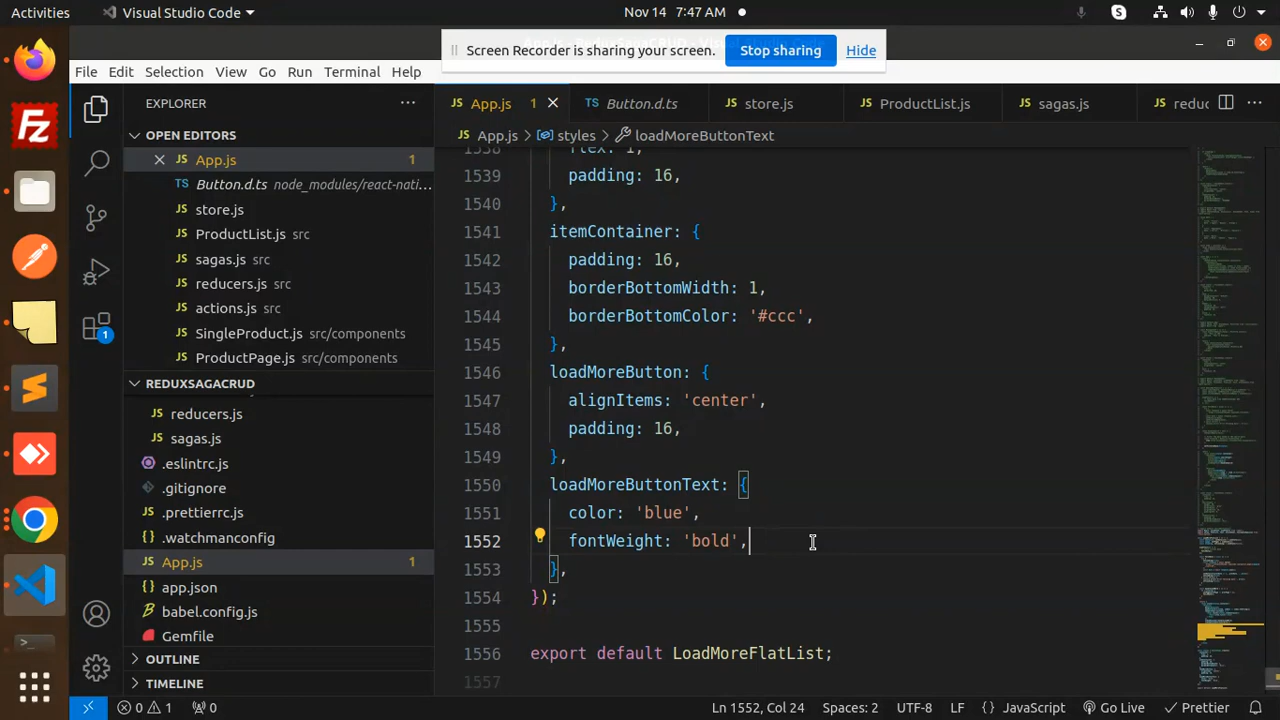 Activities
Visual Studio Code
Nov 14 7:47 AM
Screen Recorder is sharing your screen.
Stop sharing
Hide
File Edit Selection View Go Run Terminal Help
EXPLORER
OPEN EDITORS
App.js 1
Button.d.ts node_modules/react-nati...
store.js
ProductList.js src
sagas.js src
reducers.js src
actions.js src
SingleProduct.js src/components
ProductPage.js src/components
REDUXSAGACRUD
reducers.js
sagas.js
.eslintrc.js
.gitignore
.prettierrc.js
.watchmanconfig
App.js 1
app.json
babel.config.js
Gemfile
OUTLINE
TIMELINE
1
App.js 1
Button.d.ts
store.js
ProductList.js
sagas.js
reduc
App.js > styles > loadMoreButtonText
1538 flex: 1,
1539 padding: 16,
1540 },
1541 itemContainer: {
1542 padding: 16,
1543 borderBottomWidth: 1,
1544 borderBottomColor: '#ccc',
1545 },
1546 loadMoreButton: {
1547 alignItems: 'center',
1548 padding: 16,
1549 },
1550 loadMoreButtonText: {
1551 color: 'blue',
1552 fontWeight: 'bold',
1553 },
1554 });
1555
1556 export default LoadMoreFlatList;
1557
0 1 0
Ln 1552, Col 24 Spaces: 2 UTF-8 LF {} JavaScript Go Live Prettier